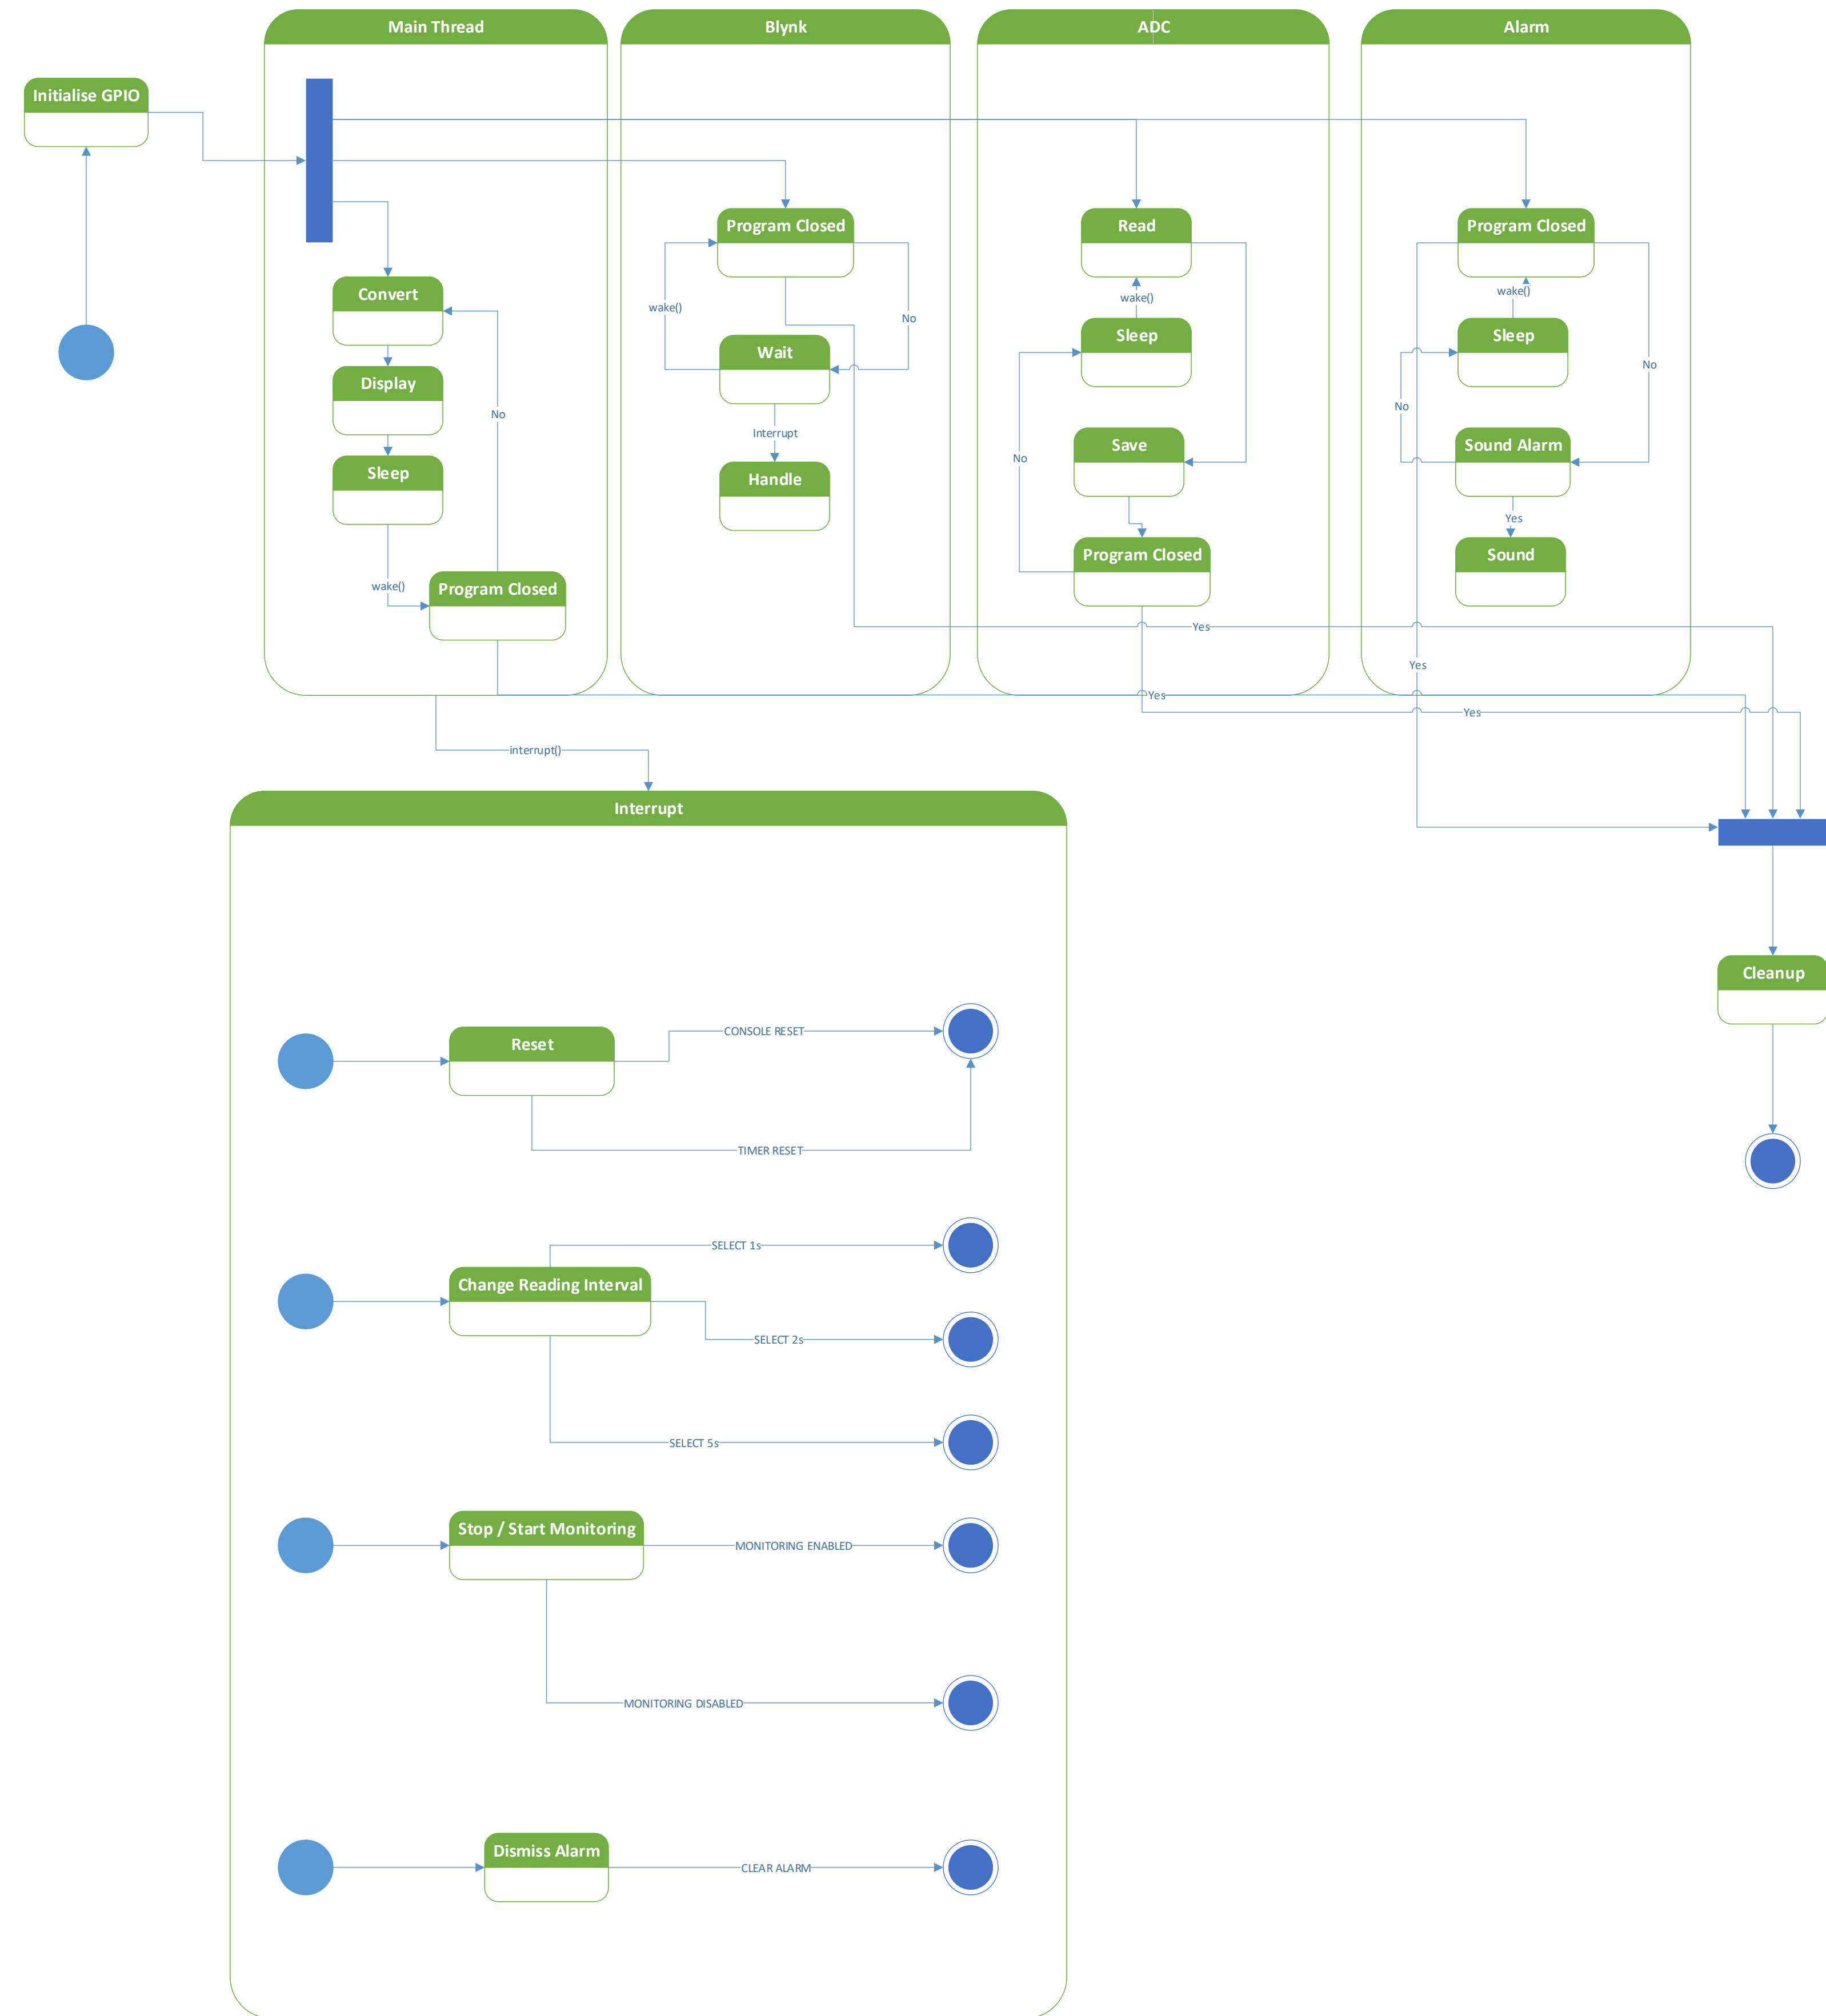 Main Thread
Blynk
ADC
Alarm
Initialise GPIO
Program Closed
Read
Program Closed
Convert
wake()
No
wake()
wake()
Wait
Sleep
Sleep
No
Display
No
Interrupt
No
No
Save
Sound Alarm
Sleep
Handle
Yes
wake()
Program Closed
Program Closed
Sound
Yes
Yes
Yes
Yes
interrupt()
Interrupt
Cleanup
Reset
CONSOLE RESET
TIMER RESET
SELECT 1s
Change Reading Interval
SELECT 2s
SELECT 5s
Stop / Start Monitoring
MONITORING ENABLED
MONITORING DISABLED
Dismiss Alarm
CLEAR ALARM